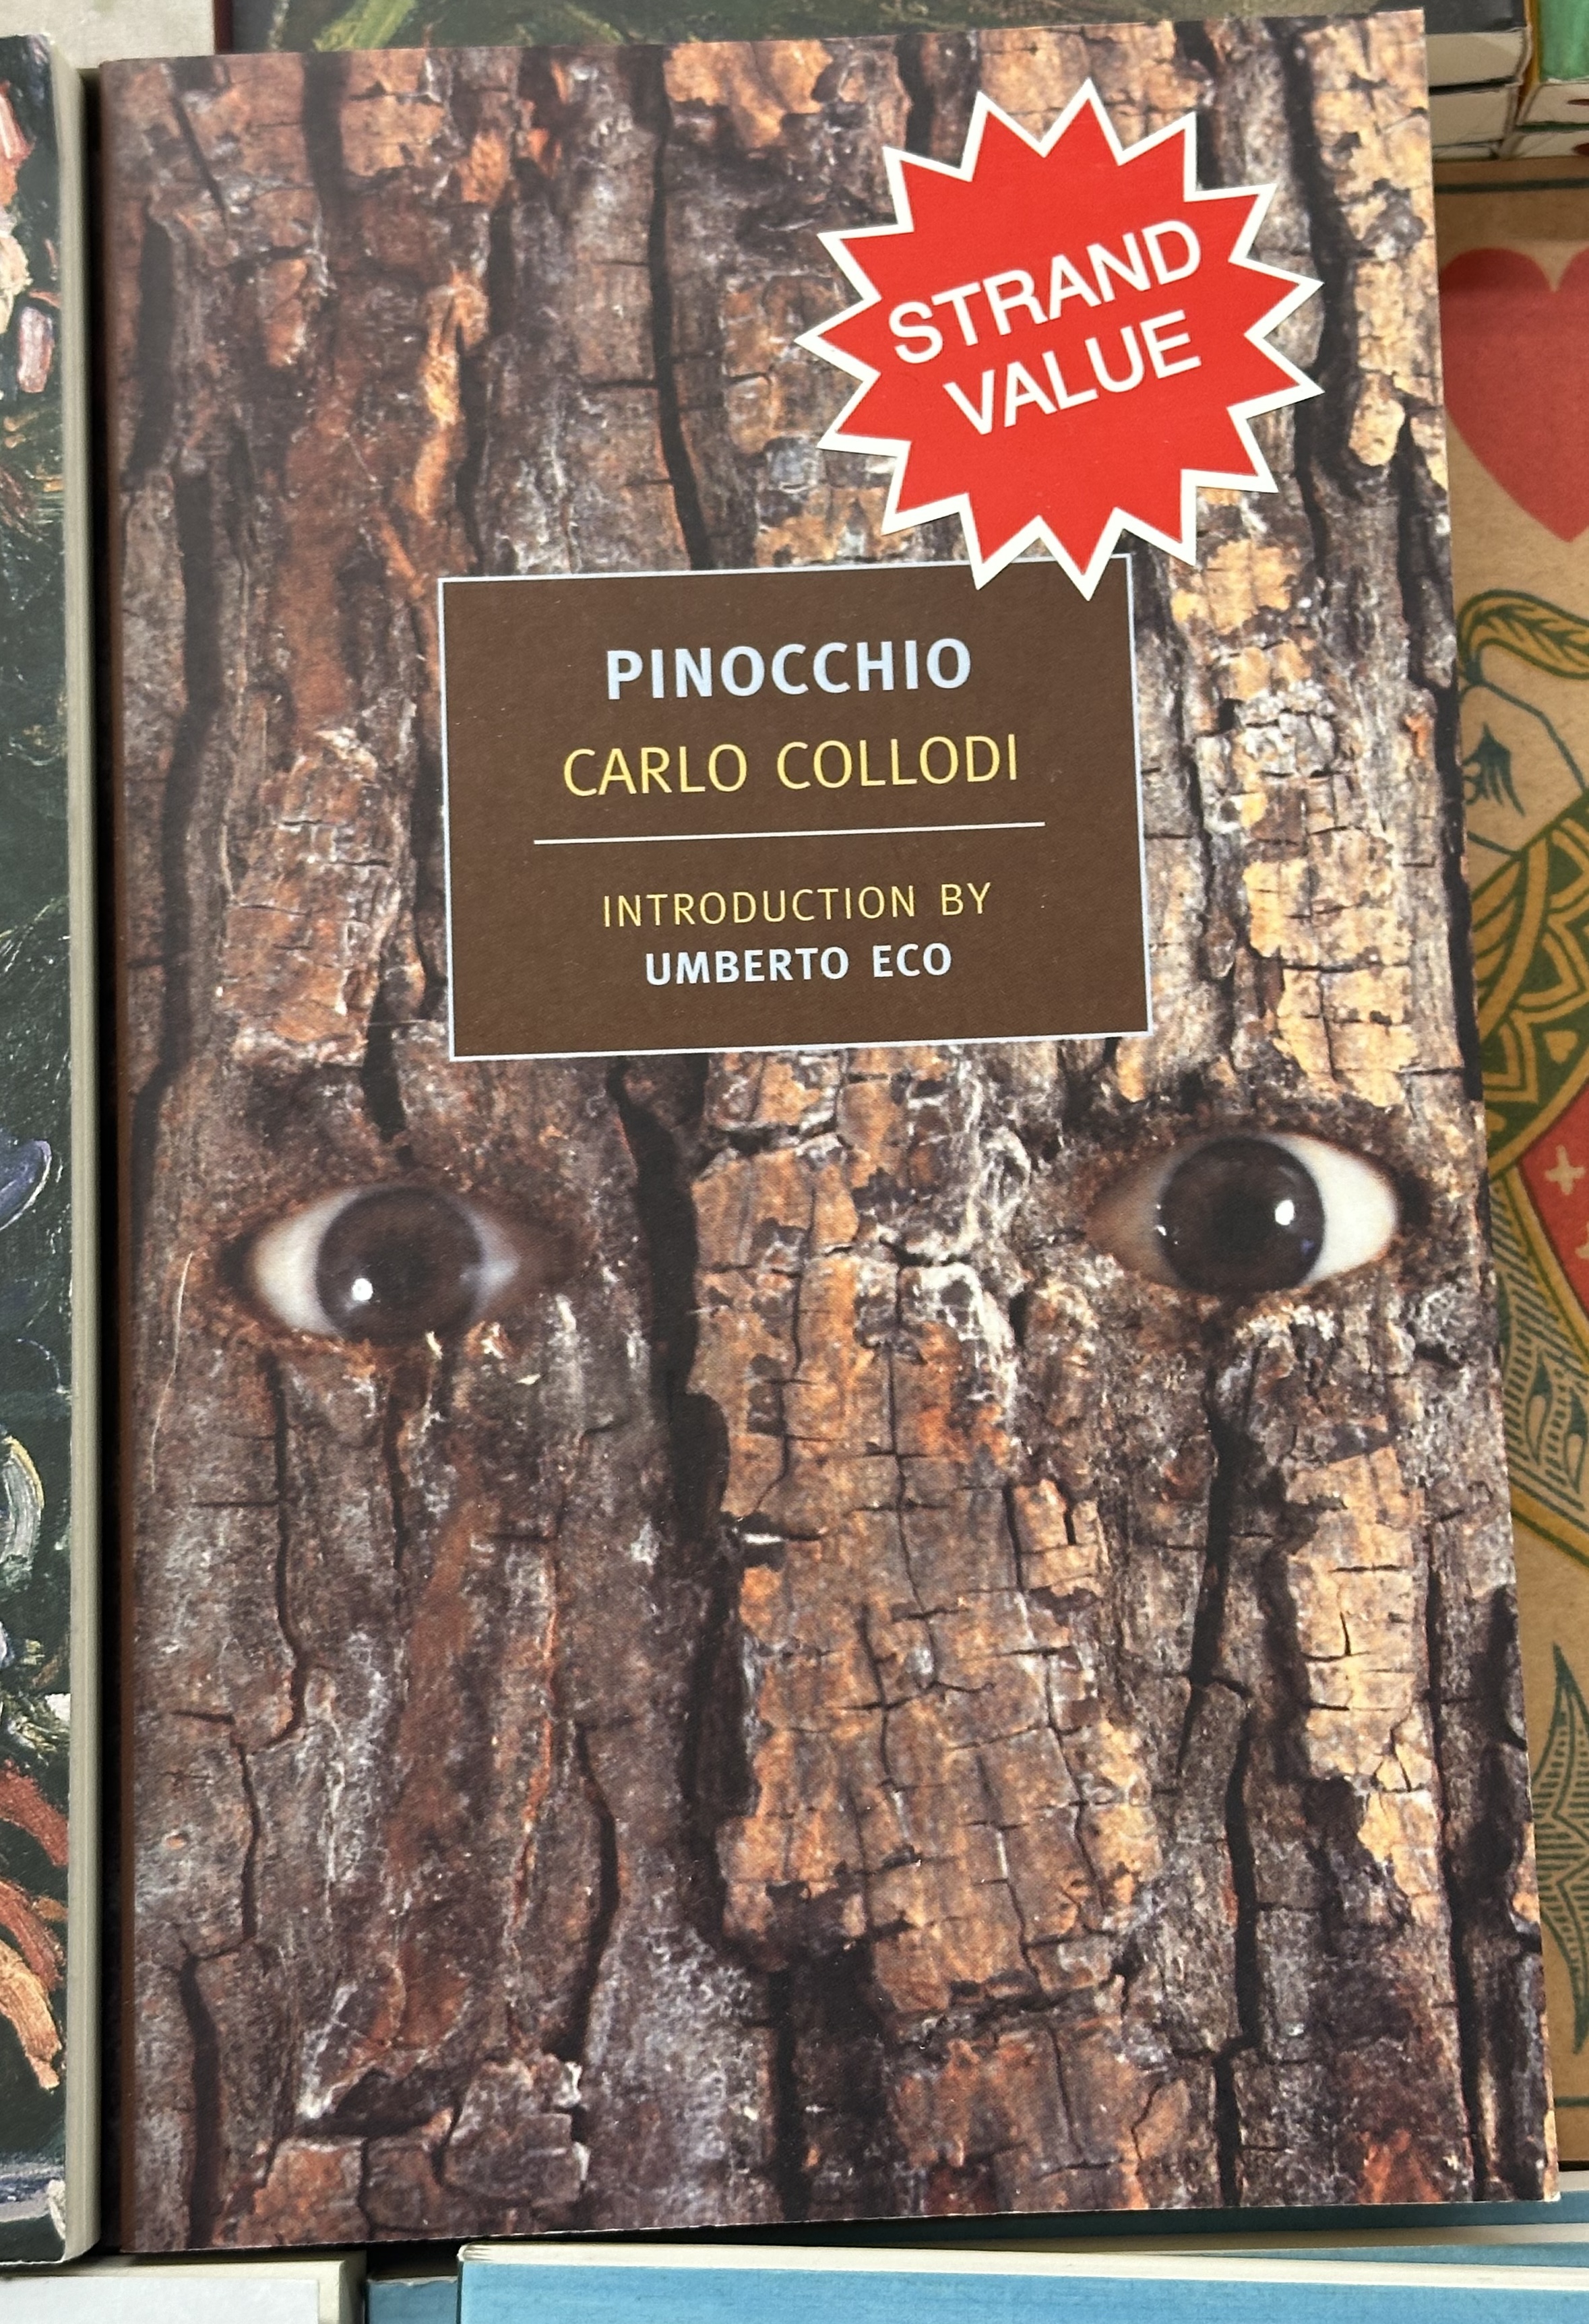 STRAND
VALUE
PINOCCHIO
CARLO COLLODI
INTRODUCTION BY
UMBERTO ECO